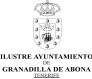 ILUSTRE AYUNTAMIENTO
DE
GRANADILLA DE ABONA
TENERIFE